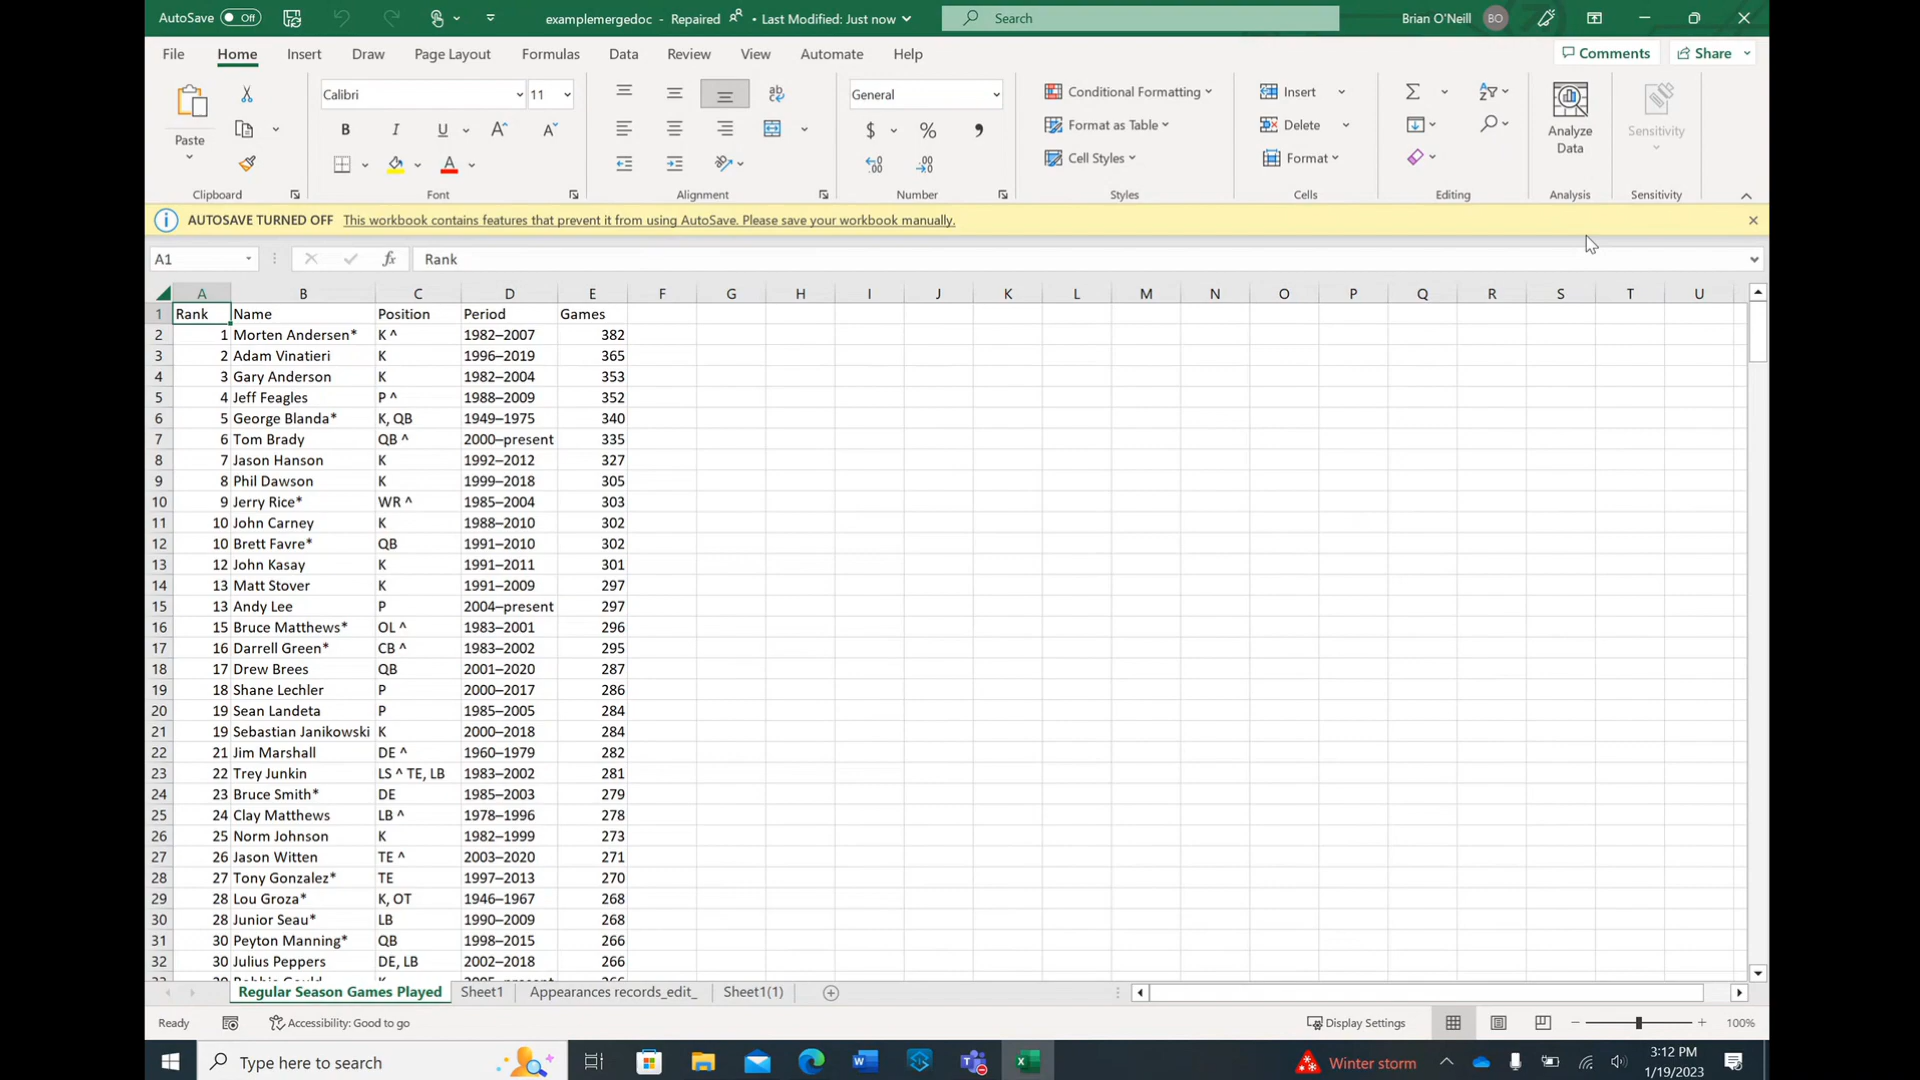 AutoSave Off examplemergedoc - Repaired • Last Modified: Just now Search Brian O'Neill BO
File Home Insert Draw Page Layout Formulas Data Review View Automate Help Comments Share
Paste Calibri 11 General Conditional Formatting Insert
B I U $ % Format as Table Delete Analyze Data Sensitivity
Cell Styles Format
Clipboard Font Alignment Number Styles Cells Editing Analysis Sensitivity
AUTOSAVE TURNED OFF This workbook contains features that prevent it from using AutoSave. Please save your workbook manually.
A1 fx Rank
A B C D E F G H I J K L M N O P Q R S T U
1 Rank Name Position Period Games
2 1 Morten Andersen* K ^ 1982–2007 382
3 2 Adam Vinatieri K 1996–2019 365
4 3 Gary Anderson K 1982–2004 353
5 4 Jeff Feagles P ^ 1988–2009 352
6 5 George Blanda* K, QB 1949–1975 340
7 6 Tom Brady QB ^ 2000–present 335
8 7 Jason Hanson K 1992–2012 327
9 8 Phil Dawson K 1999–2018 305
10 9 Jerry Rice* WR ^ 1985–2004 303
11 10 John Carney K 1988–2010 302
12 10 Brett Favre* QB 1991–2010 302
13 12 John Kasay K 1991–2011 301
14 13 Matt Stover K 1991–2009 297
15 13 Andy Lee P 2004–present 297
16 15 Bruce Matthews* OL ^ 1983–2001 296
17 16 Darrell Green* CB ^ 1983–2002 295
18 17 Drew Brees QB 2001–2020 287
19 18 Shane Lechler P 2000–2017 286
20 19 Sean Landeta P 1985–2005 284
21 19 Sebastian Janikowski K 2000–2018 284
22 21 Jim Marshall DE ^ 1960–1979 282
23 22 Trey Junkin LS ^ TE, LB 1983–2002 281
24 23 Bruce Smith* DE 1985–2003 279
25 24 Clay Matthews LB ^ 1978–1996 278
26 25 Norm Johnson K 1982–1999 273
27 26 Jason Witten TE ^ 2003–2020 271
28 27 Tony Gonzalez* TE 1997–2013 270
29 28 Lou Groza* K, OT 1946–1967 268
30 28 Junior Seau* LB 1990–2009 268
31 30 Peyton Manning* QB 1998–2015 266
32 30 Julius Peppers DE, LB 2002–2018 266
Regular Season Games Played Sheet1 Appearances records_edit_ Sheet1(1)
Ready Accessibility: Good to go Display Settings 100%
Type here to search Winter storm 3:12 PM
1/19/2023